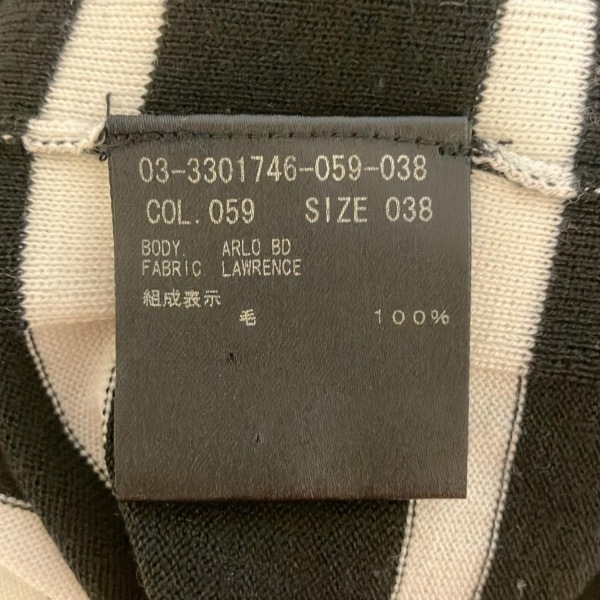 03-3301746-059-038
COL.059 SIZE 038
BODY. ARLO BD
FABRIC LAWRENCE
組成表示
毛 100%